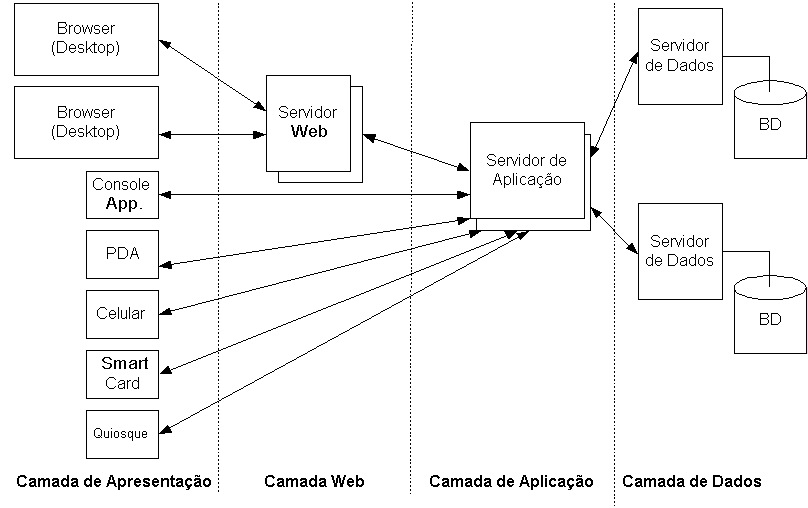 Browser
(Desktop)
Browser
(Desktop)
Console
App.
PDA
Celular
Smart
Card
Quiosque
Servidor
Web
Servidor de
Aplicação
Servidor
de Dados
BD
Servidor
de Dados
BD
Camada de Apresentação
Camada Web
Camada de Aplicação
Camada de Dados